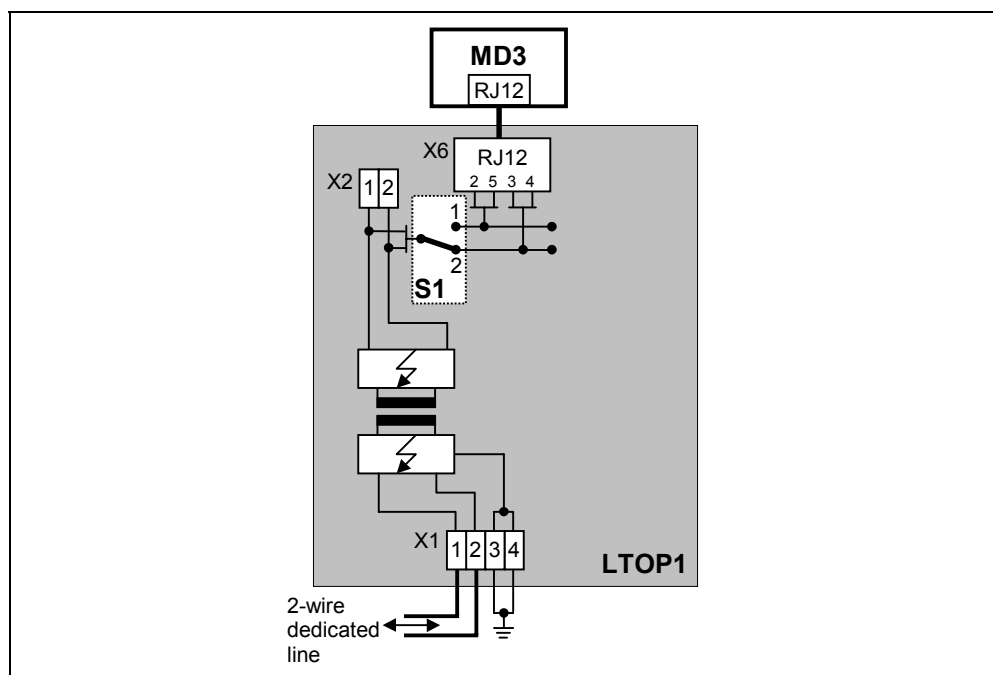 MD3
RJ12
X6
RJ12
2 5 3 4
X2
1 2
1
2
S1
X1
1 2 3 4
LTOP1
2-wire
dedicated
line